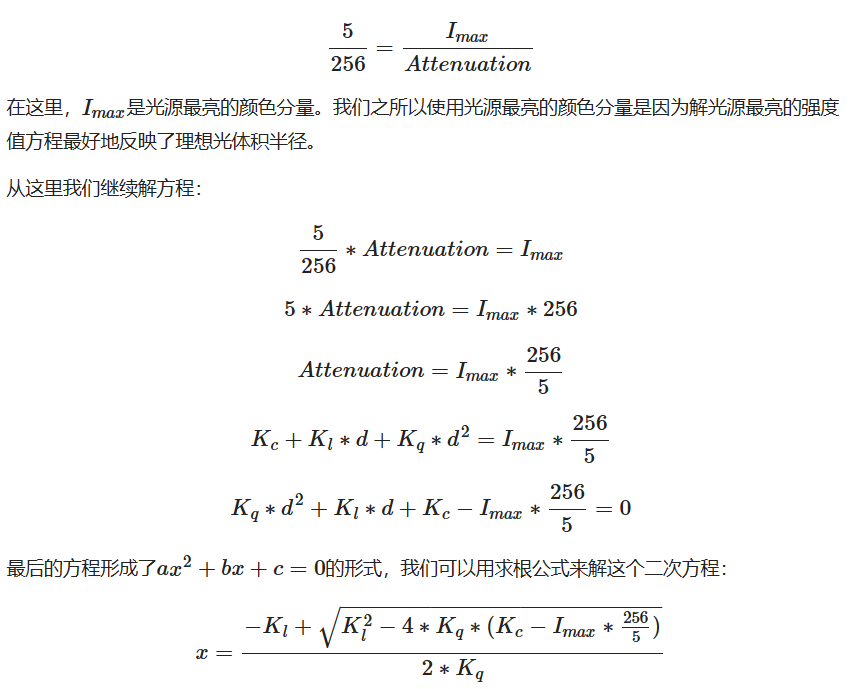 \frac{5}{256} = \frac{I_{max}}{Attenuation}
在这里，I_{max}是光源最亮的颜色分量。我们之所以使用光源最亮的颜色分量是因为解光源最亮的强度
值方程最好地反映了理想光体积半径。
从这里我们继续解方程：
\frac{5}{256} * Attenuation = I_{max}
5 * Attenuation = I_{max} * 256
Attenuation = I_{max} * \frac{256}{5}
K_c + K_l * d + K_q * d^2 = I_{max} * \frac{256}{5}
K_q * d^2 + K_l * d + K_c - I_{max} * \frac{256}{5} = 0
最后的方程形成了ax^2 + bx + c = 0的形式，我们可以用求根公式来解这个二次方程：
x = \frac{-K_l + \sqrt{K_l^2 - 4 * K_q * (K_c - I_{max} * \frac{256}{5})}}{2 * K_q}